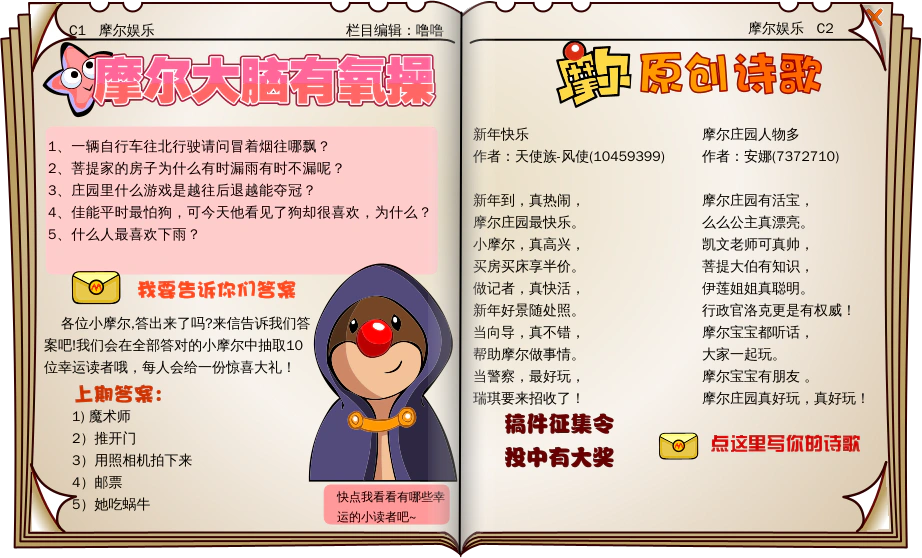 C1 摩尔娱乐
栏目编辑：噜噜
摩尔大脑有氧操
1、一辆自行车往北行驶请问冒着烟往哪飘？
2、菩提家的房子为什么有时漏雨有时不漏呢？
3、庄园里什么游戏是越往后退越能夺冠？
4、佳能平时最怕狗，可今天他看见了狗却很喜欢，为什么？
5、什么人最喜欢下雨？
我要告诉你们答案
各位小摩尔,答出来了吗?来信告诉我们答
案吧!我们会在全部答对的小摩尔中抽取10
位幸运读者哦，每人会给一份惊喜大礼！
上期答案：
1) 魔术师
2）推开门
3）用照相机拍下来
4）邮票
5）她吃蜗牛
快点我看看有哪些幸
运的小读者吧~
摩尔娱乐 C2
摩尔 原创诗歌
新年快乐
作者：天使族-风使(10459399)
新年到，真热闹，
摩尔庄园最快乐。
小摩尔，真高兴，
买房买床享半价。
做记者，真快活，
新年好景随处照。
当向导，真不错，
帮助摩尔做事情。
当警察，最好玩，
瑞琪要来招收了！
摩尔庄园人物多
作者：安娜(7372710)
摩尔庄园有活宝，
么么公主真漂亮。
凯文老师可真帅，
菩提大伯有知识，
伊莲姐姐真聪明。
行政官洛克更是有权威！
摩尔宝宝都听话，
大家一起玩。
摩尔宝宝有朋友 。
摩尔庄园真好玩，真好玩！
稿件征集令
投中有大奖
点这里写你的诗歌